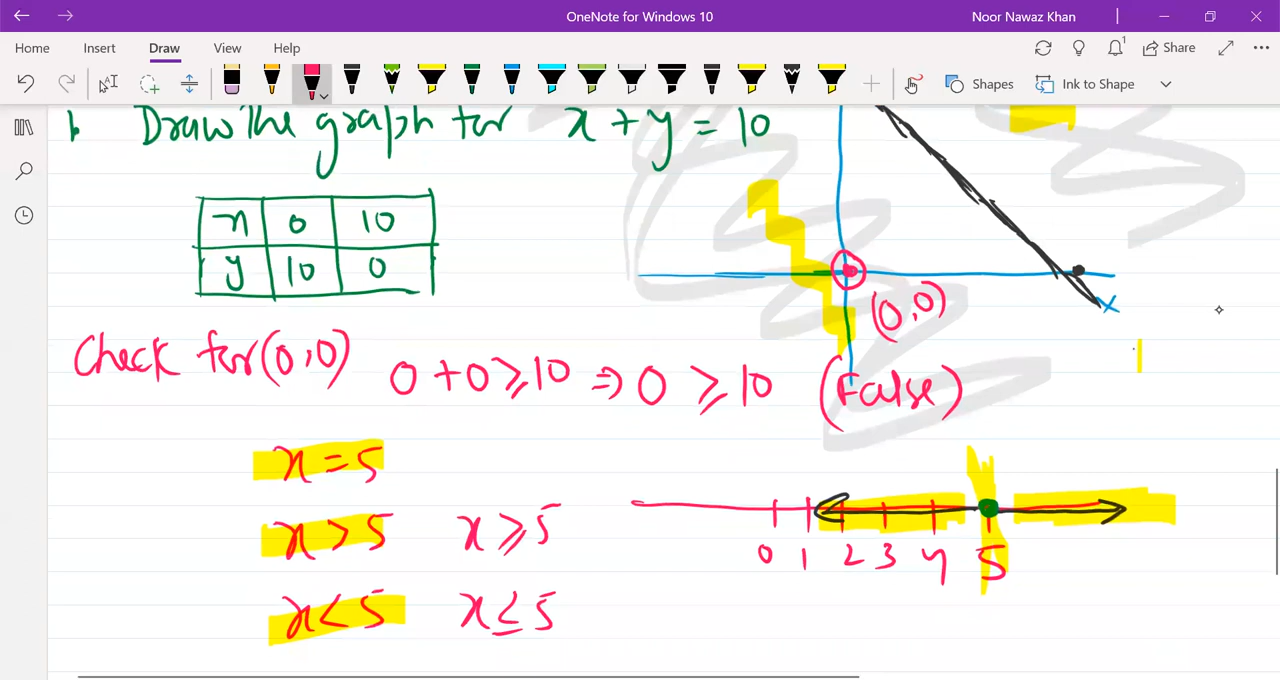 OneNote for Windows 10
Noor Nawaz Khan
Home Insert Draw View Help
Share
Shapes
Ink to Shape
1. Draw the graph for x + y = 10
x 0 10
y 10 0
(0,0)
x
Check for (0,0) 0 + 0 ≥ 10 ⇒ 0 ≥ 10 (False)
x = 5
x > 5 x ≥ 5
0 1 2 3 4 5
x < 5 x ≤ 5